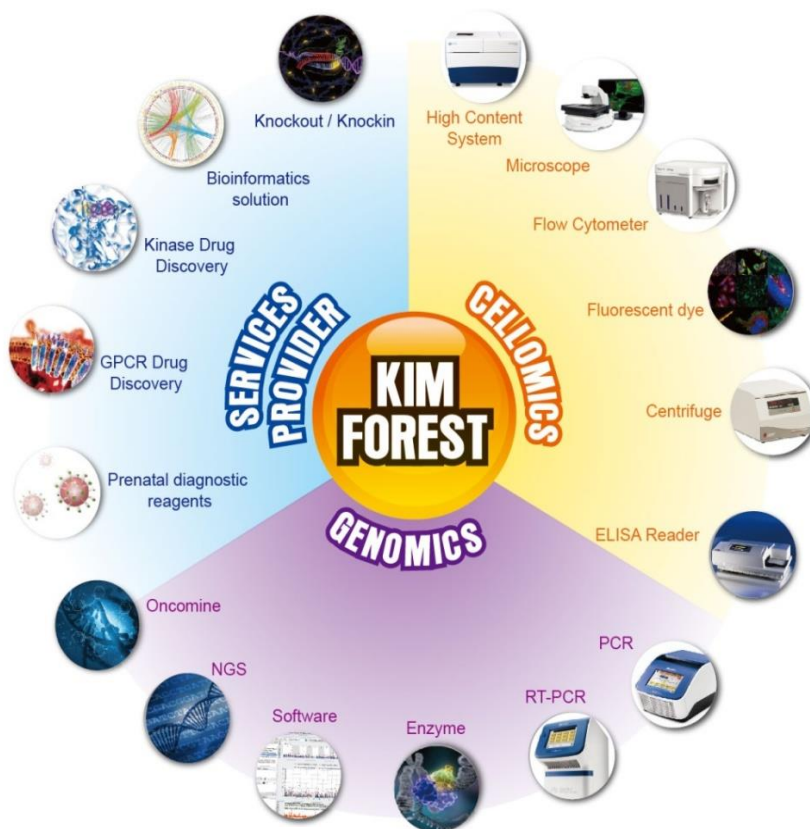 Knockout / Knockin
Bioinformatics
solution
Kinase Drug
Discovery
GPCR Drug
Discovery
Prenatal diagnostic
reagents
SERVICES
PROVIDER
High Content
System
Microscope
Flow Cytometer
Fluorescent dye
Centrifuge
ELISA Reader
CELLOMICS
KIM
FOREST
GENOMICS
Oncomine
NGS
Software
Enzyme
RT-PCR
PCR